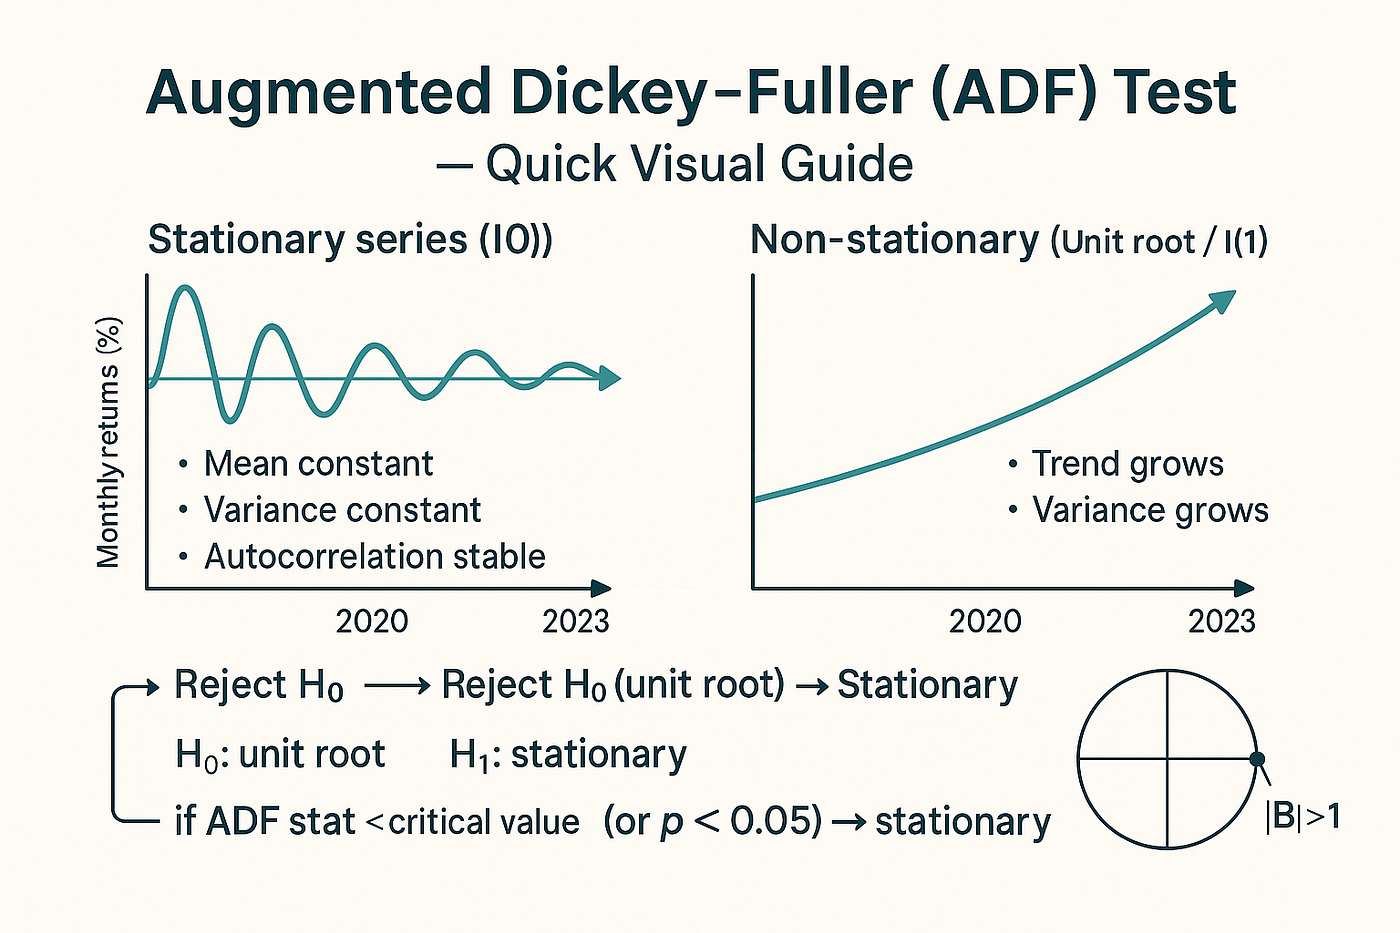 Augmented Dickey–Fuller (ADF) Test
— Quick Visual Guide
Stationary series (I0))
Monthly returns (%)
• Mean constant
• Variance constant
• Autocorrelation stable
2020 2023
Non-stationary (Unit root / I(1)
• Trend grows
• Variance grows
2020 2023
Reject H₀ → Reject H₀ (unit root) → Stationary
H₀: unit root H₁: stationary
if ADF stat < critical value (or p < 0.05) → stationary
|B|>1